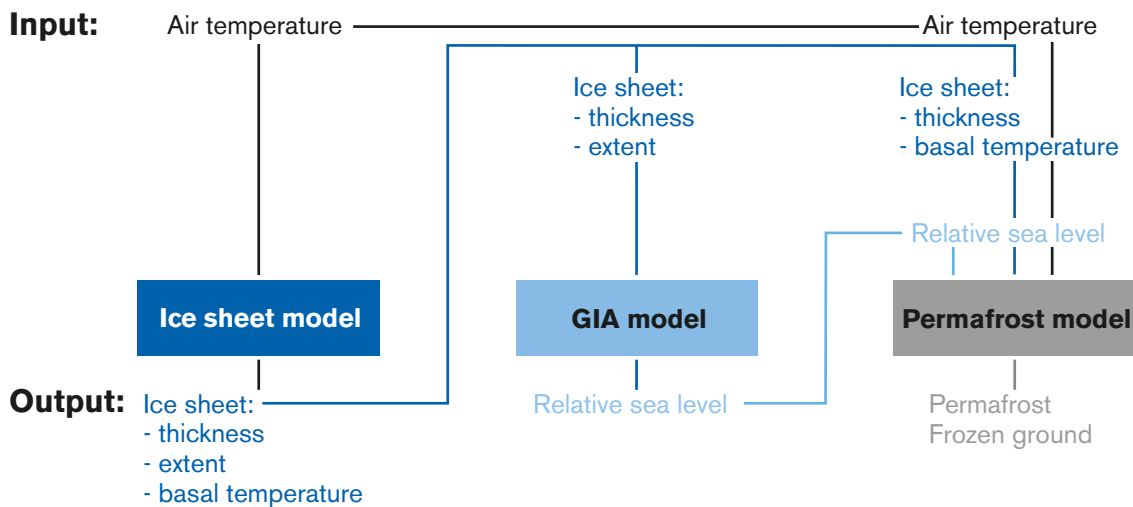 Input:
Air temperature
Air temperature
Ice sheet:
- thickness
- extent
Ice sheet:
- thickness
- basal temperature
Relative sea level
Ice sheet model
GIA model
Permafrost model
Output:
Ice sheet:
- thickness
- extent
- basal temperature
Relative sea level
Permafrost
Frozen ground